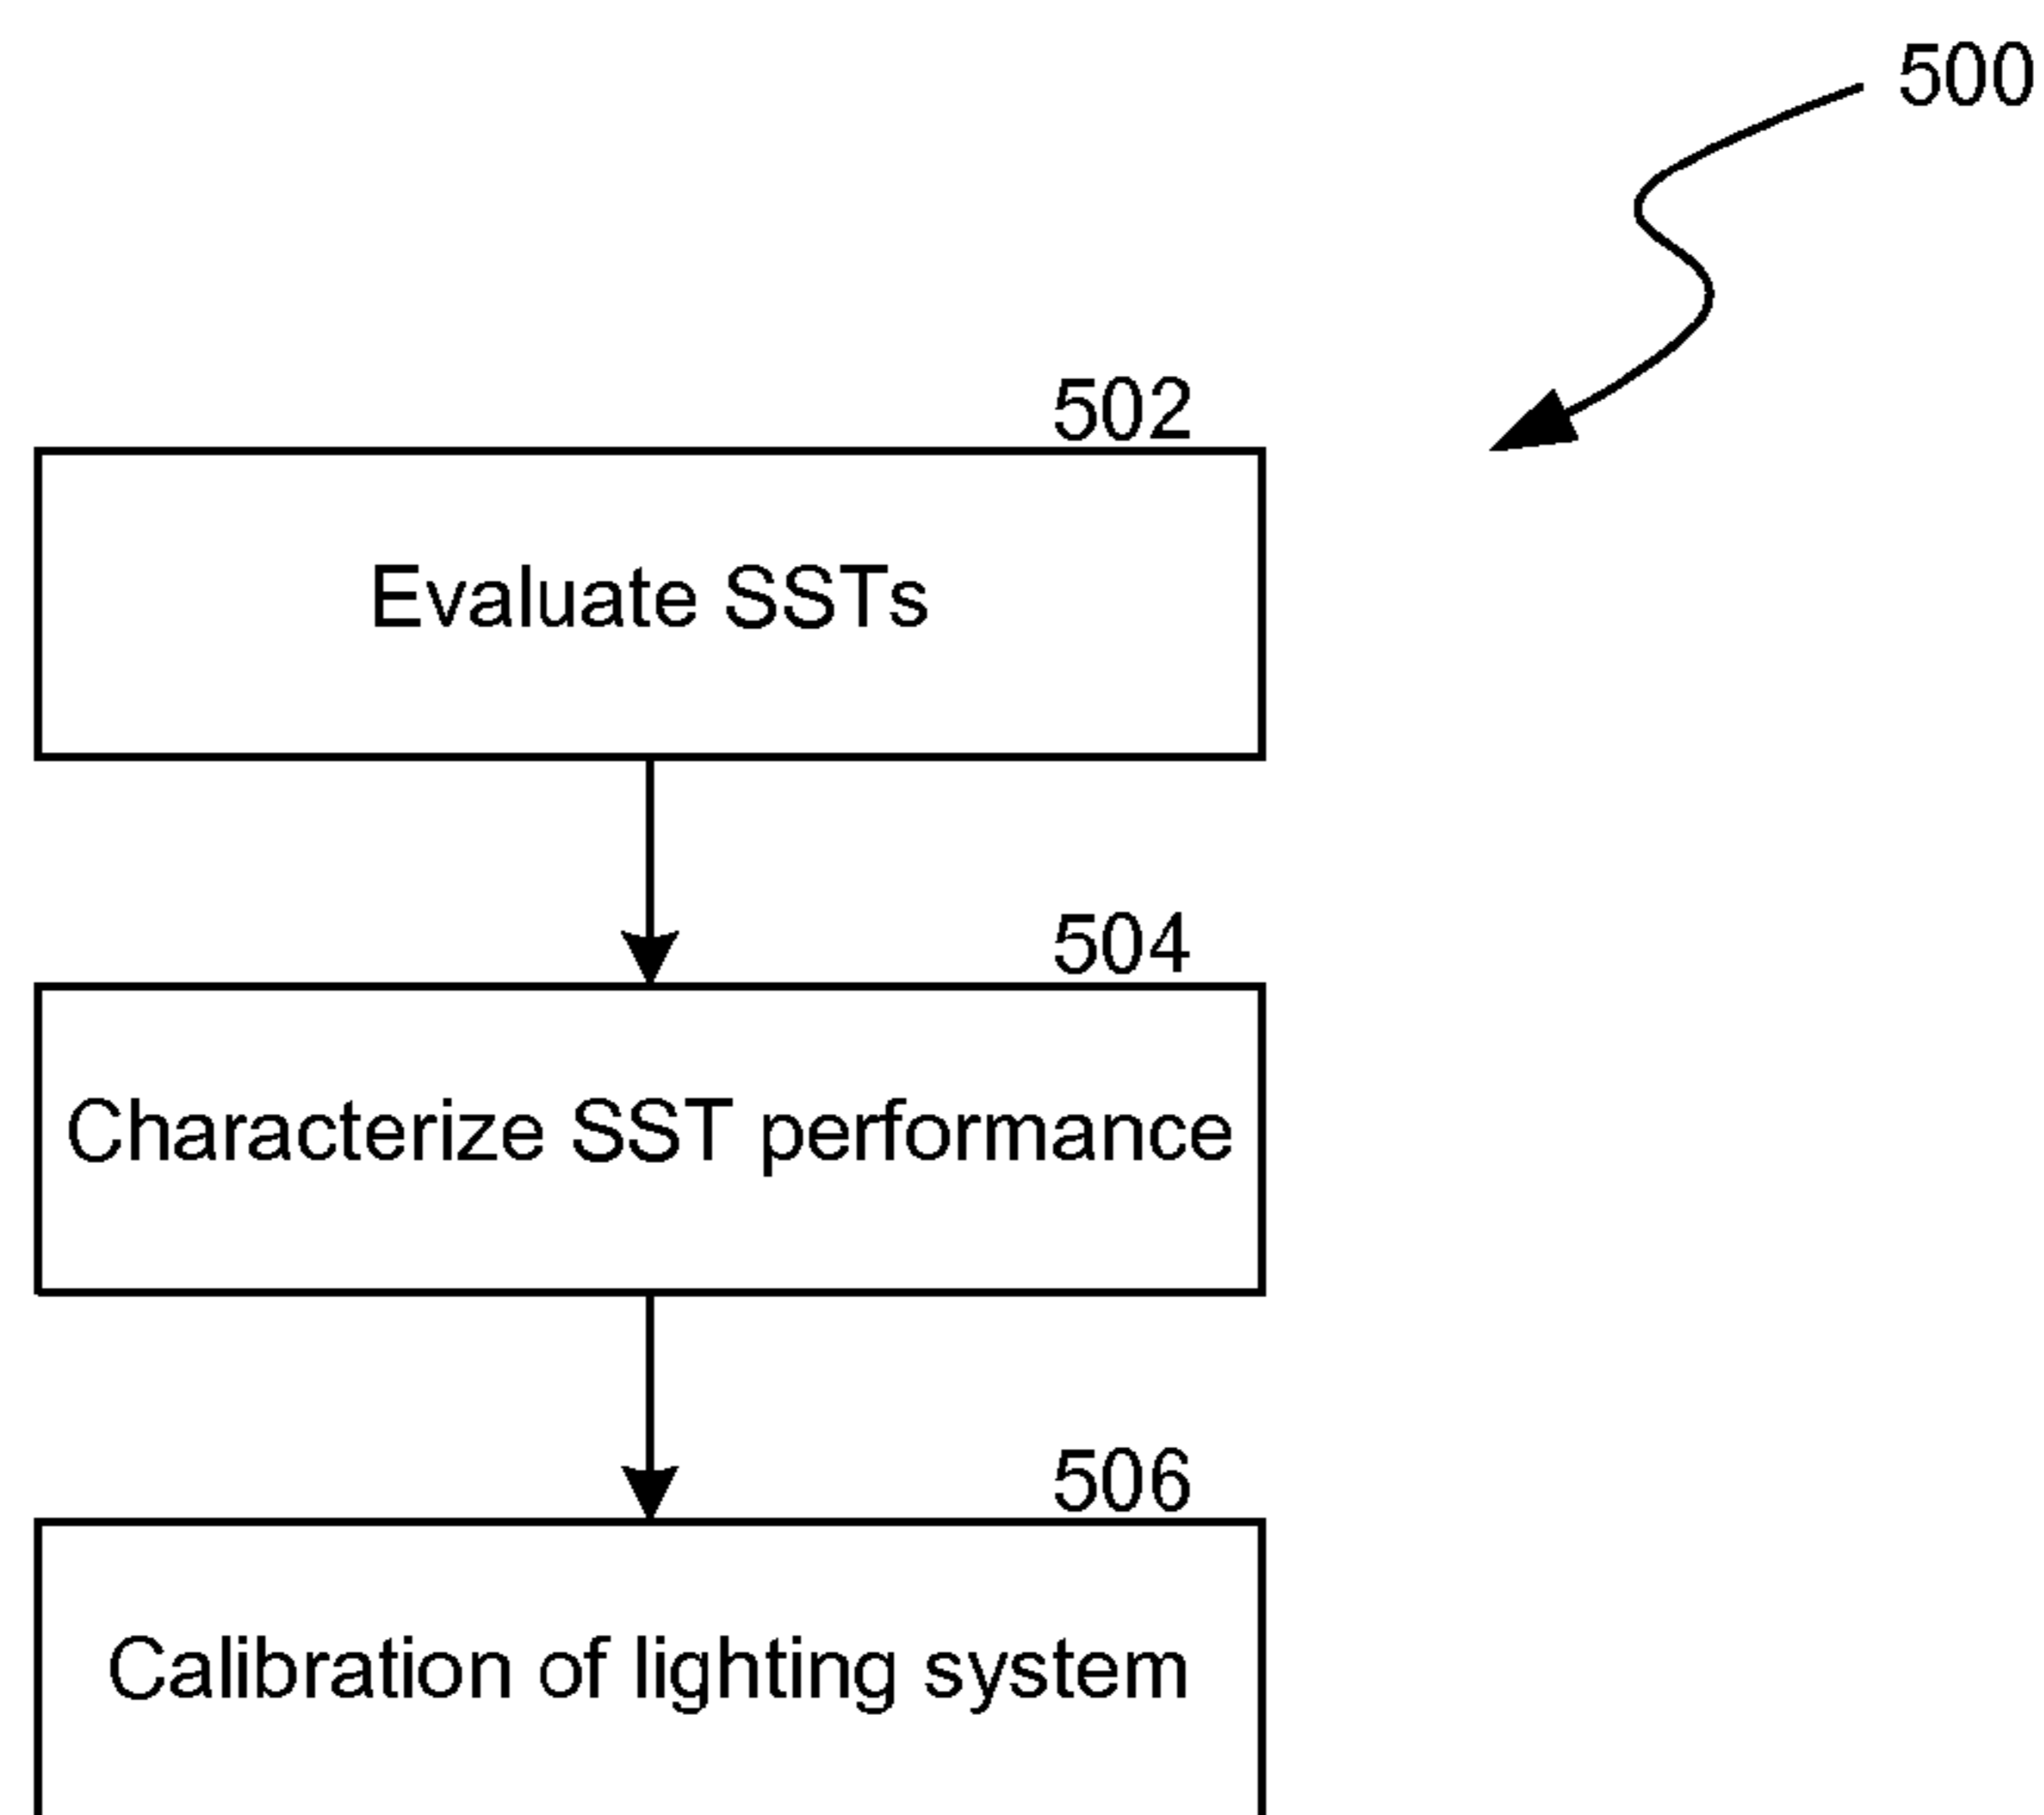 500
502
Evaluate SSTs
504
Characterize SST performance
506
Calibration of lighting system